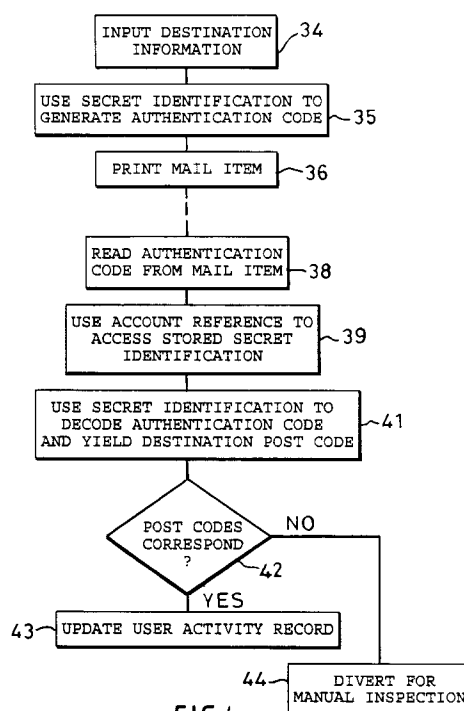 INPUT DESTINATION
INFORMATION
34
USE SECRET IDENTIFICATION TO
GENERATE AUTHENTICATION CODE
35
PRINT MAIL ITEM
36
READ AUTHENTICATION
CODE FROM MAIL ITEM
38
USE ACCOUNT REFERENCE TO
ACCESS STORED SECRET
IDENTIFICATION
39
USE SECRET IDENTIFICATION TO
DECODE AUTHENTICATION CODE
AND YIELD DESTINATION POST CODE
41
POST CODES
CORRESPOND
?
NO
42
YES
43
UPDATE USER ACTIVITY RECORD
44
DIVERT FOR
MANUAL INSPECTION